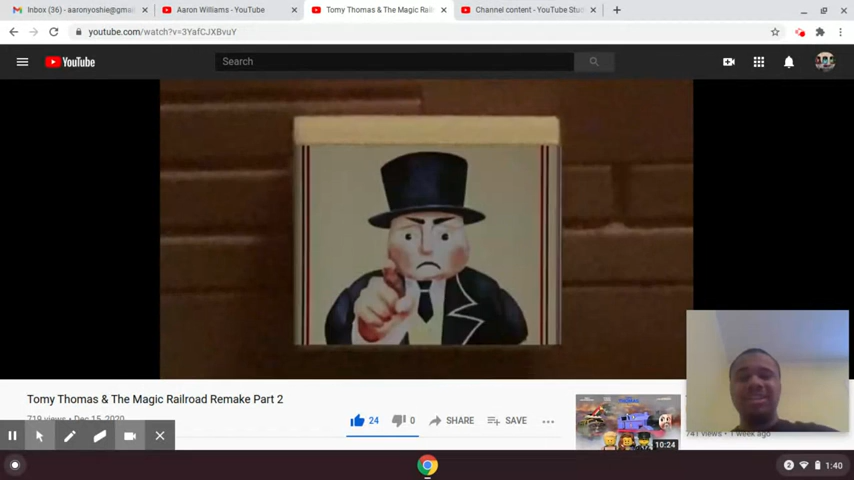 Inbox (36) - aaronyoshie@gmai
Aaron Williams - YouTube
Tomy Thomas & The Magic Rail
Channel content - YouTube Stud
youtube.com/watch?v=3YafCJXBvuY
YouTube
Search
Tomy Thomas & The Magic Railroad Remake Part 2
719 views • Dec 15, 2020
24
0
SHARE
SAVE
10:24
741 views • 1 week ago
2
1:40